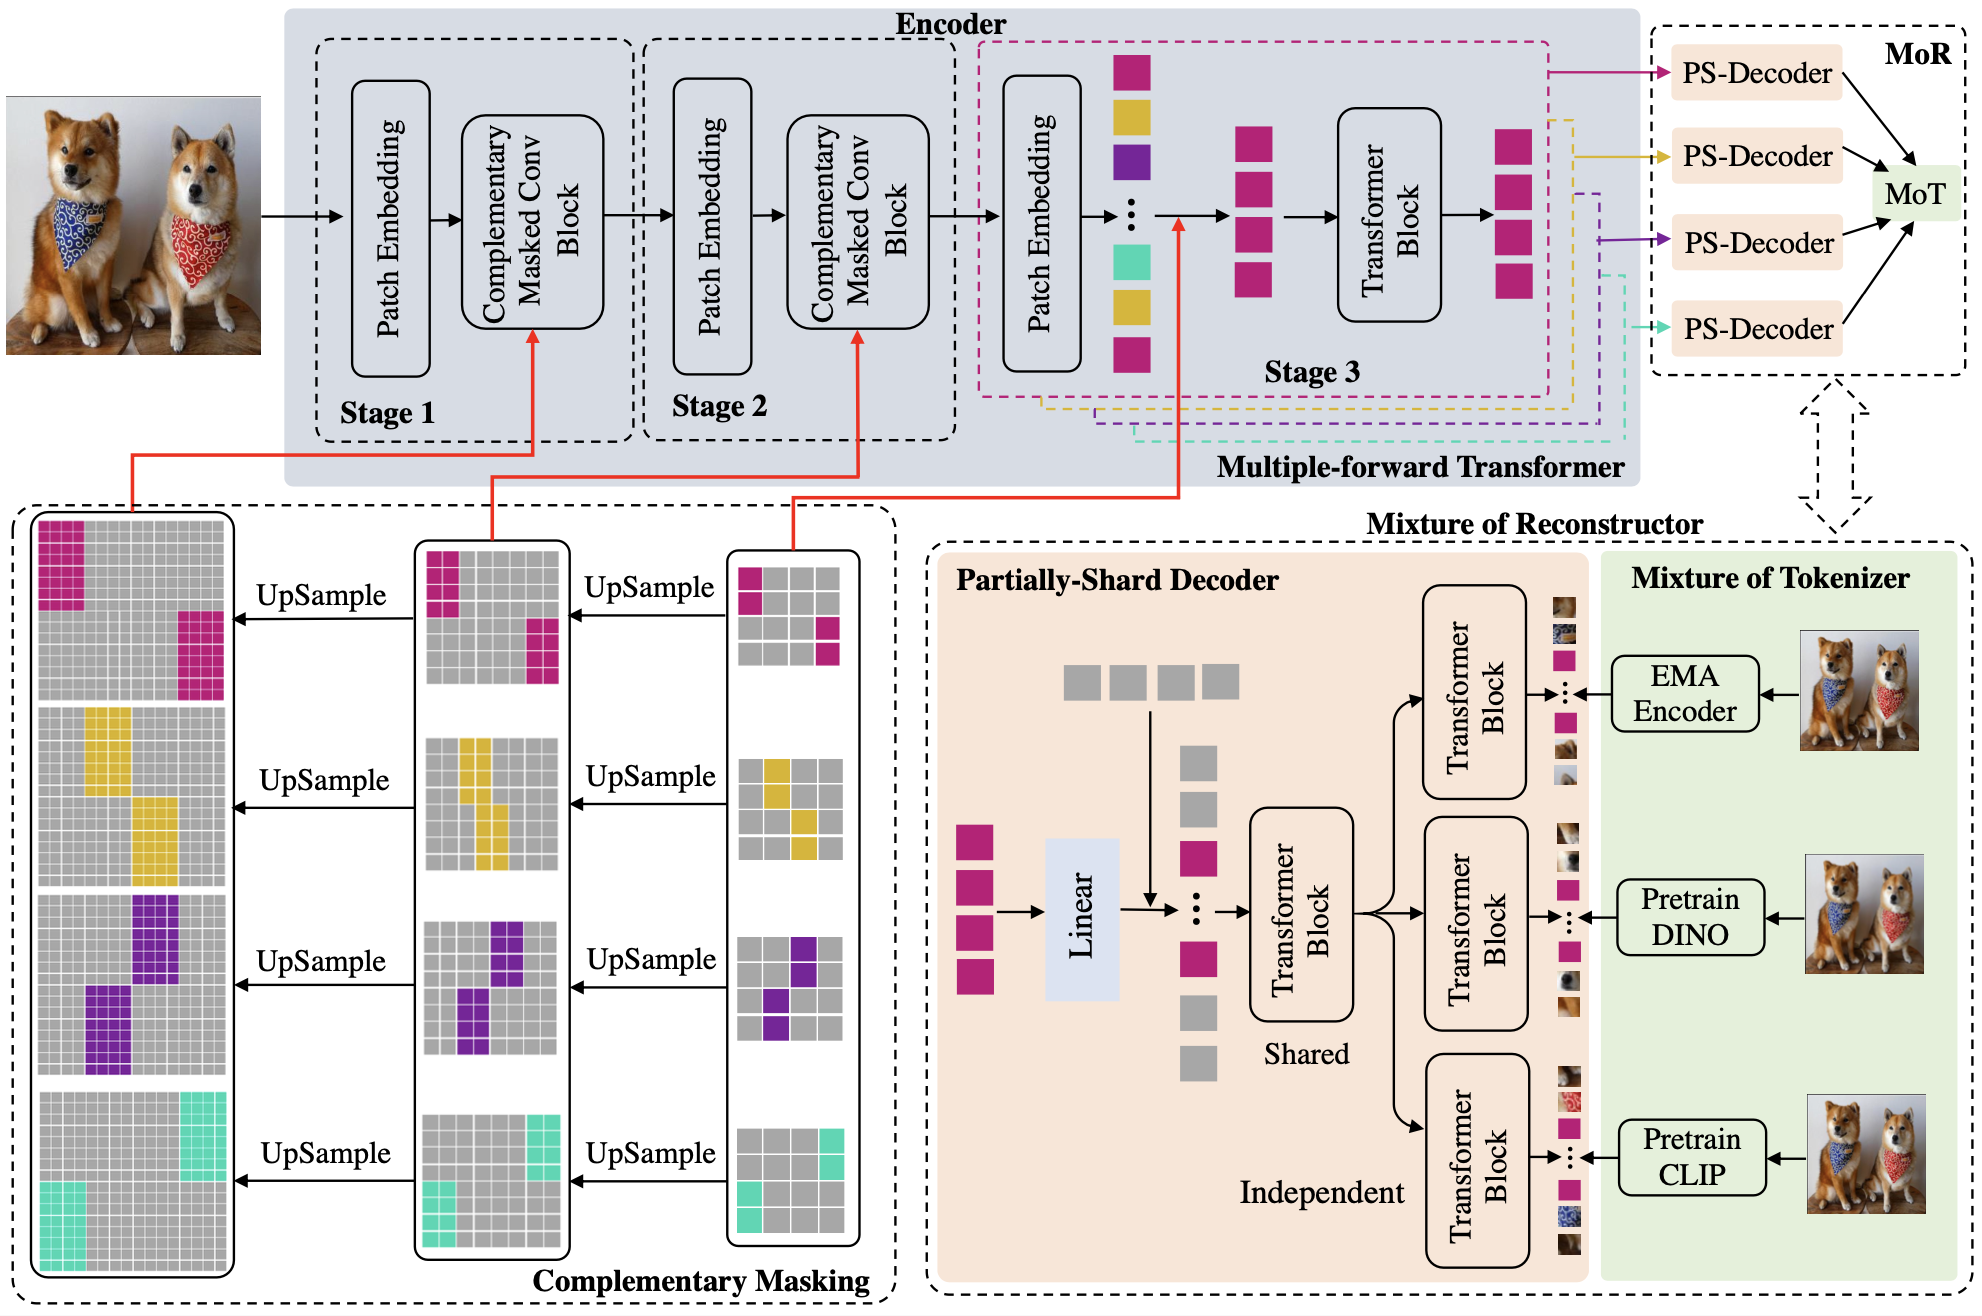 Encoder
Patch Embedding
Complementary
Masked Conv
Block
Stage 1
Patch Embedding
Complementary
Masked Conv
Block
Stage 2
Patch Embedding
Transformer
Block
Stage 3
Multiple-forward Transformer
MoR
PS-Decoder
PS-Decoder
PS-Decoder
PS-Decoder
MoT
UpSample
UpSample
UpSample
UpSample
UpSample
UpSample
UpSample
UpSample
Complementary Masking
Mixture of Reconstructor
Partially-Shard Decoder
Linear
Transformer
Block
Shared
Transformer
Block
Transformer
Block
Transformer
Block
Independent
Mixture of Tokenizer
EMA
Encoder
Pretrain
DINO
Pretrain
CLIP